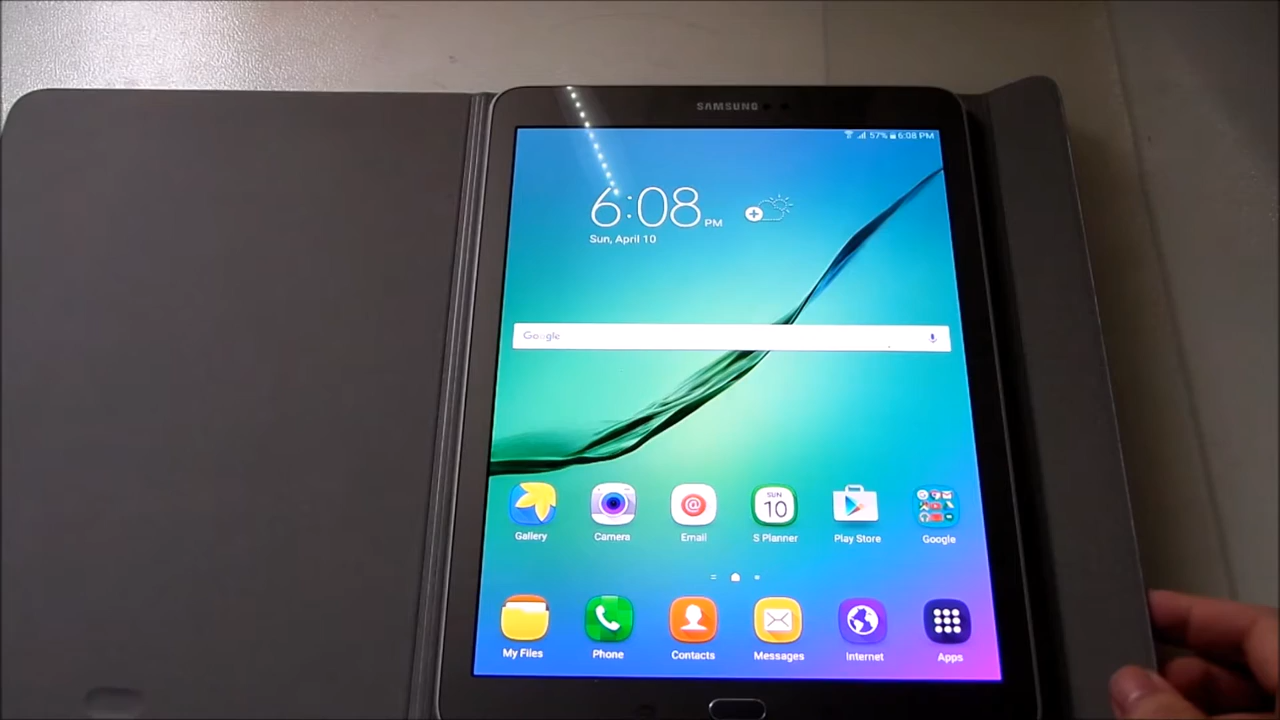 SAMSUNG
57% 6:08 PM
6:08 PM
Sun, April 10
Google
SUN
10
Gallery
Camera
Email
S Planner
Play Store
Google
My Files
Phone
Contacts
Messages
Internet
Apps